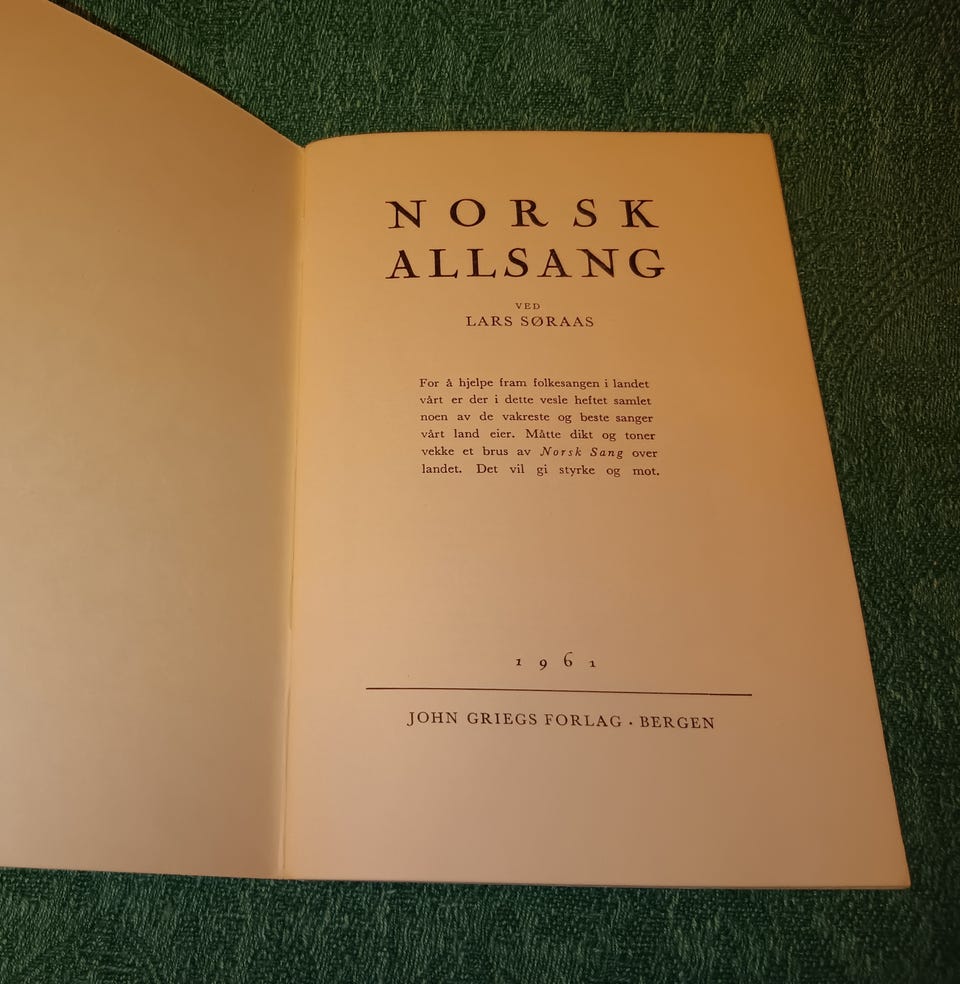 NORSK
ALLSANG
VED
LARS SØRAAS
For å hjelpe fram folkesangen i landet
vårt er der i dette vesle heftet samlet
noen av de vakreste og beste sanger
vårt land eier. Måtte dikt og toner
vekke et brus av Norsk Sang over
landet. Det vil gi styrke og mot.
1961
JOHN GRIEGS FORLAG · BERGEN